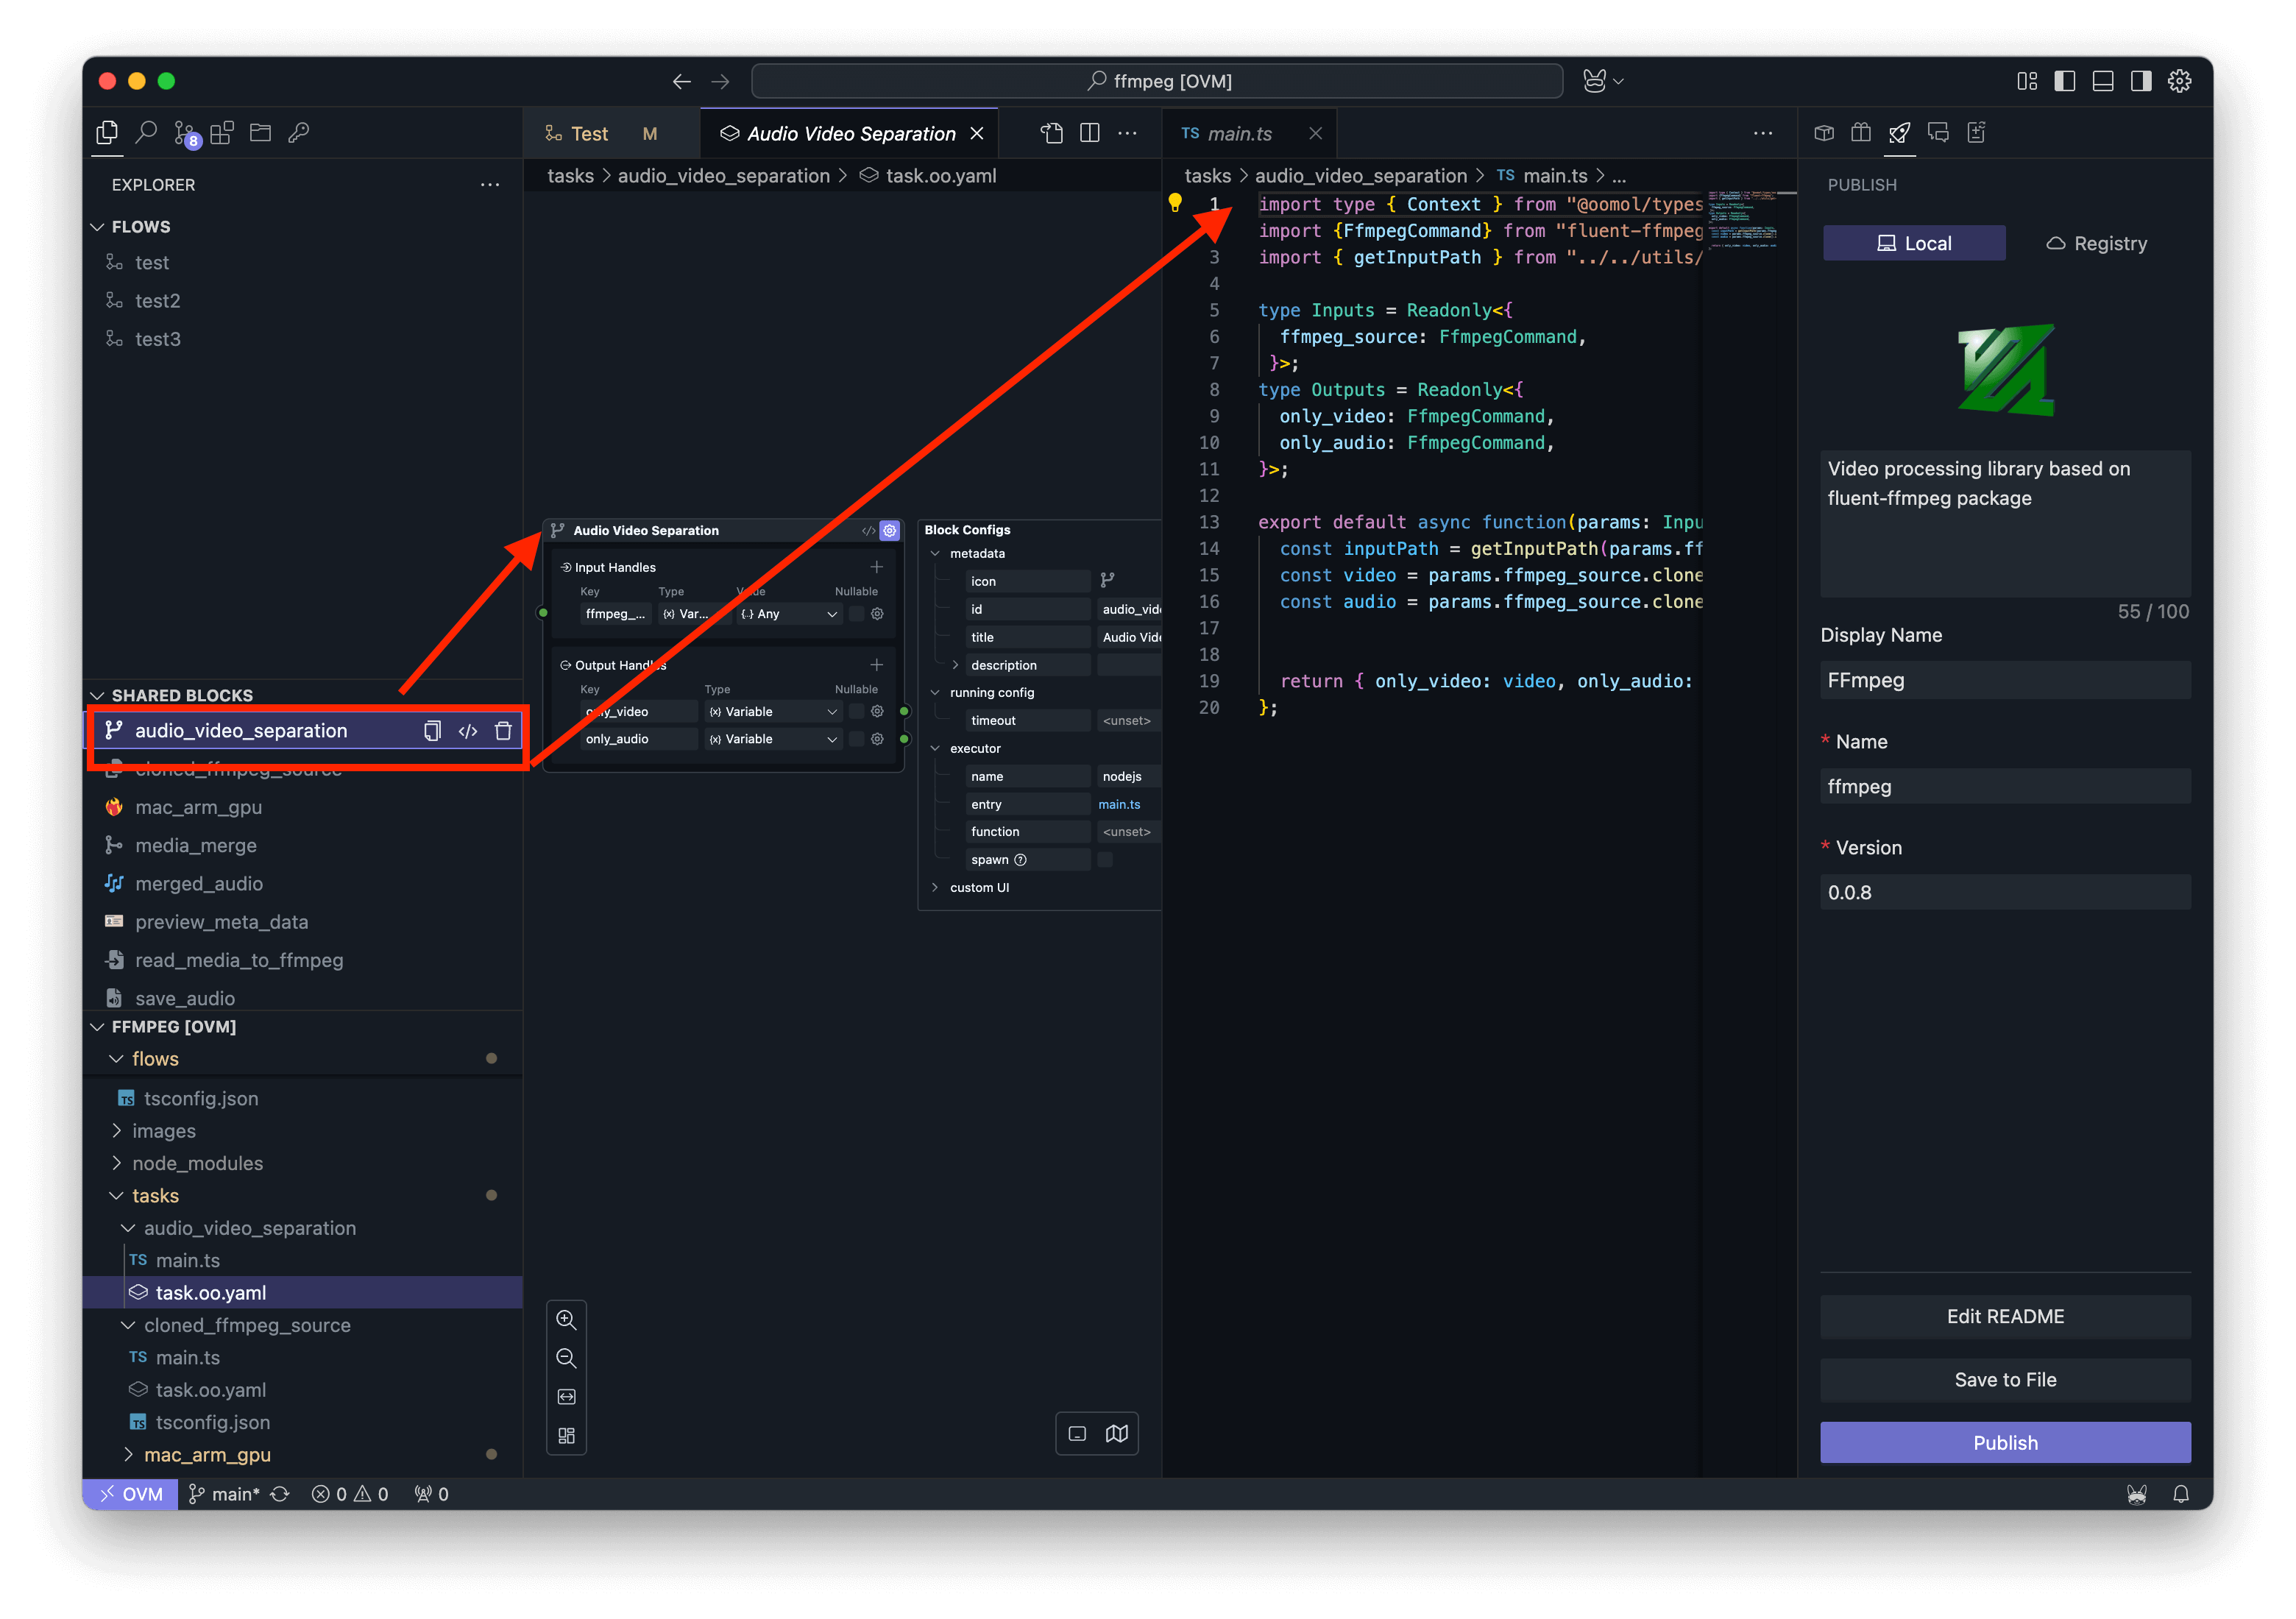 ffmpeg [OVM]
8
EXPLORER
FLOWS
test
test2
test3
SHARED BLOCKS
audio_video_separation
cloned_ffmpeg_source
mac_arm_gpu
media_merge
merged_audio
preview_meta_data
read_media_to_ffmpeg
save_audio
FFMPEG [OVM]
flows
TS tsconfig.json
images
node_modules
tasks
audio_video_separation
TS main.ts
task.oo.yaml
cloned_ffmpeg_source
TS main.ts
task.oo.yaml
TS tsconfig.json
mac_arm_gpu
Test M
Audio Video Separation
tasks > audio_video_separation > task.oo.yaml
Audio Video Separation
Input Handles
Key Type Nullable
ffmpeg_... {x} Var... {..} Any
Output Handles
Key Type Nullable
only_video {x} Variable
only_audio {x} Variable
Block Configs
metadata
icon
id audio_vid
title Audio Vide
description
running config
timeout <unset>
executor
name nodejs
entry main.ts
function <unset>
spawn
custom UI
TS main.ts
tasks > audio_video_separation > TS main.ts > ...
1 import type { Context } from "@oomol/types
import {FfmpegCommand} from "fluent-ffmpeg
3 import { getInputPath } from "../../utils/
4
5 type Inputs = Readonly<{
6 ffmpeg_source: FfmpegCommand,
7 }>;
8 type Outputs = Readonly<{
9 only_video: FfmpegCommand,
10 only_audio: FfmpegCommand,
11 }>;
12
13 export default async function(params: Inpu
14 const inputPath = getInputPath(params.ff
15 const video = params.ffmpeg_source.clone
16 const audio = params.ffmpeg_source.clone
17
18
19 return { only_video: video, only_audio:
20 };
PUBLISH
Local
Registry
Video processing library based on
fluent-ffmpeg package
55 / 100
Display Name
FFmpeg
* Name
ffmpeg
* Version
0.0.8
Edit README
Save to File
Publish
OVM main* 0 0 0